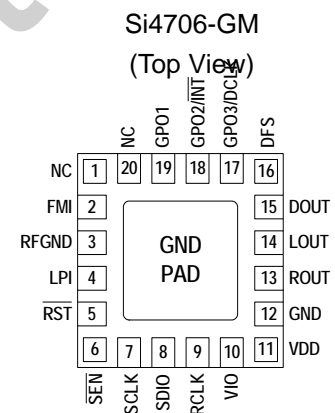 Si4706-GM
(Top View)
NC
GPO1
GPO2/INT
GPO3/DCLK
DFS
20
19
18
17
16
NC 1
FMI 2
RFGND 3
LPI 4
RST 5
GND
PAD
15 DOUT
14 LOUT
13 ROUT
12 GND
11 VDD
6
7
8
9
10
SEN
SCLK
SDIO
RCLK
VIO